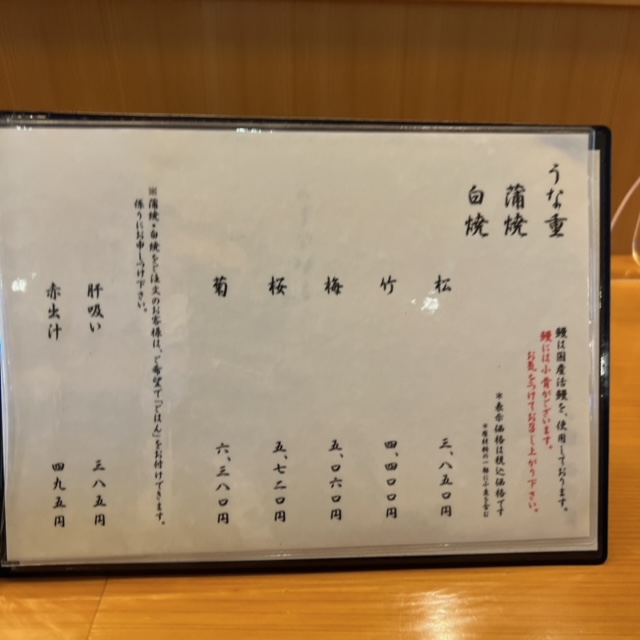 うな重
蒲焼
白焼
鰻は国産活鰻を、使用しております。
鰻には小骨がございます。
お気をつけてお召し上がり下さい。
＊表示価格は税込価格です
松 三、八五〇円
竹 四、四〇〇円
梅 五、〇六〇円
桜 五、七二〇円
菊 六、三八〇円
※蒲焼・白焼をご注文のお客様は、ご希望で「ごはん」をお付けできます。
係りにお申しつけ下さい。
肝吸い 三八五円
赤出汁 四九五円